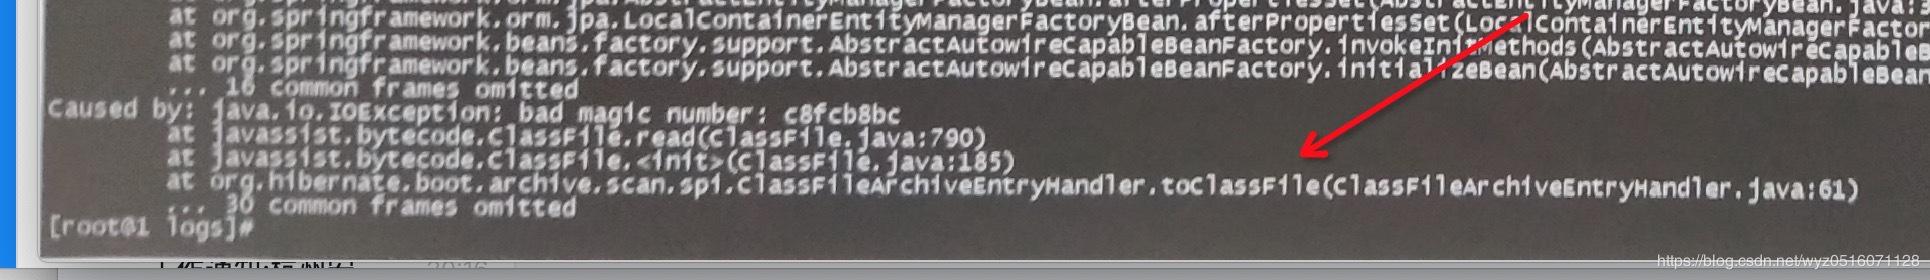 at org.springframework.orm.jpa.LocalContainerEntityManagerFactoryBean.afterPropertiesSet(LocalContainerEntityManagerFactor
at org.springframework.beans.factory.support.AbstractAutowireCapableBeanFactory.invokeInitMethods(AbstractAutowireCapableB
at org.springframework.beans.factory.support.AbstractAutowireCapableBeanFactory.initializeBean(AbstractAutowireCapableBean
... 16 common frames omitted
Caused by: java.io.IOException: bad magic number: c8fcb8bc
at javassist.bytecode.ClassFile.read(ClassFile.java:790)
at javassist.bytecode.ClassFile.<init>(ClassFile.java:185)
at org.hibernate.boot.archive.scan.spi.ClassFileArchiveEntryHandler.toClassFile(ClassFileArchiveEntryHandler.java:61)
... 30 common frames omitted
[root@1 logs]#
https://blog.csdn.net/wyz0516071128